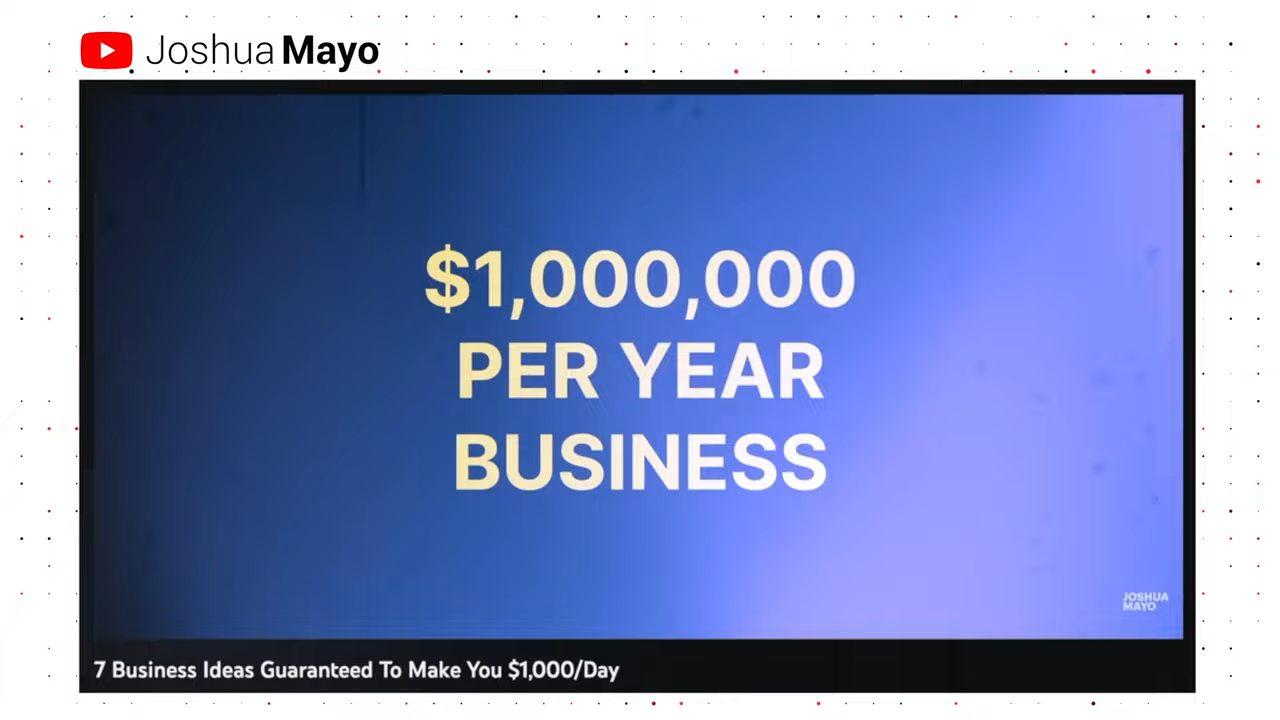 Joshua Mayo
$1,000,000
PER YEAR
BUSINESS
JOSHUA
MAYO
7 Business Ideas Guaranteed To Make You $1,000/Day